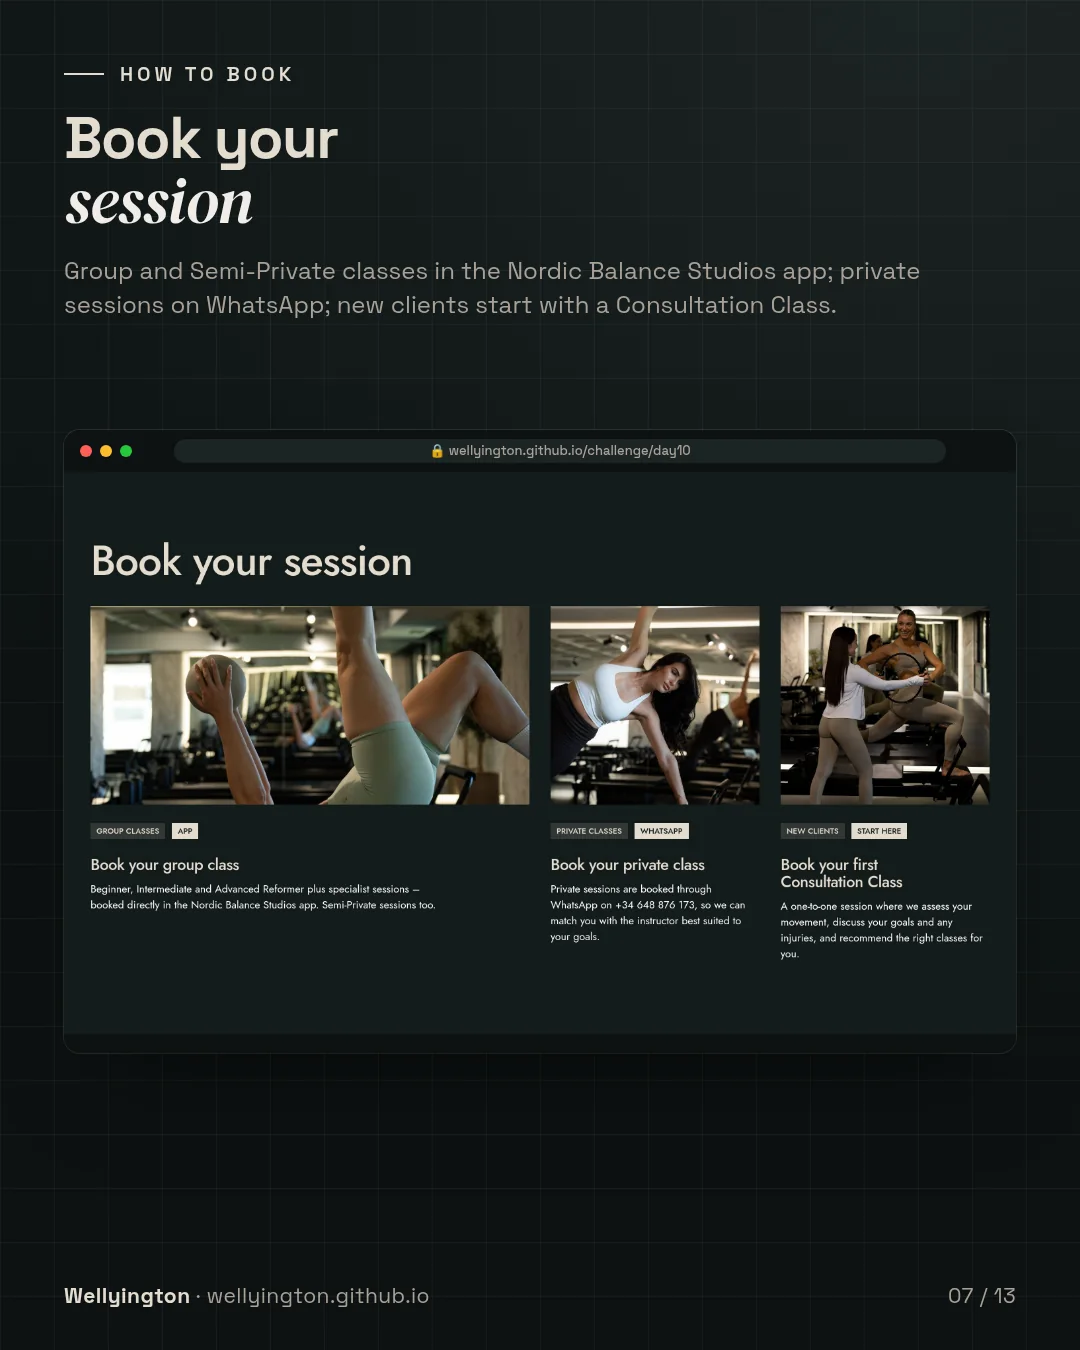 HOW TO BOOK
Book your
session
Group and Semi-Private classes in the Nordic Balance Studios app; private
sessions on WhatsApp; new clients start with a Consultation Class.
wellyington.github.io/challenge/day10
Book your session
GROUP CLASSES APP
Book your group class
Beginner, Intermediate and Advanced Reformer plus specialist sessions –
booked directly in the Nordic Balance Studios app. Semi-Private sessions too.
PRIVATE CLASSES WHATSAPP
Book your private class
Private sessions are booked through
WhatsApp on +34 648 876 173, so we can
match you with the instructor best suited to
your goals.
NEW CLIENTS START HERE
Book your first
Consultation Class
A one-to-one session where we assess your
movement, discuss your goals and any
injuries, and recommend the right classes for
you.
Wellyington · wellyington.github.io
07 / 13